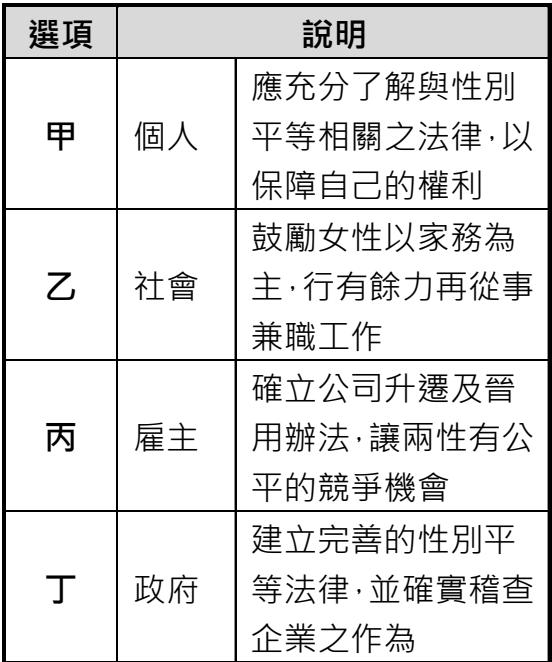 選項 說明
甲 個人 應充分了解與性別
平等相關之法律,以
保障自己的權利
乙 社會 鼓勵女性以家務為
主,行有餘力再從事
兼職工作
丙 雇主 確立公司升遷及晉
用辦法,讓兩性有公
平的競爭機會
丁 政府 建立完善的性別平
等法律,並確實稽查
企業之作為